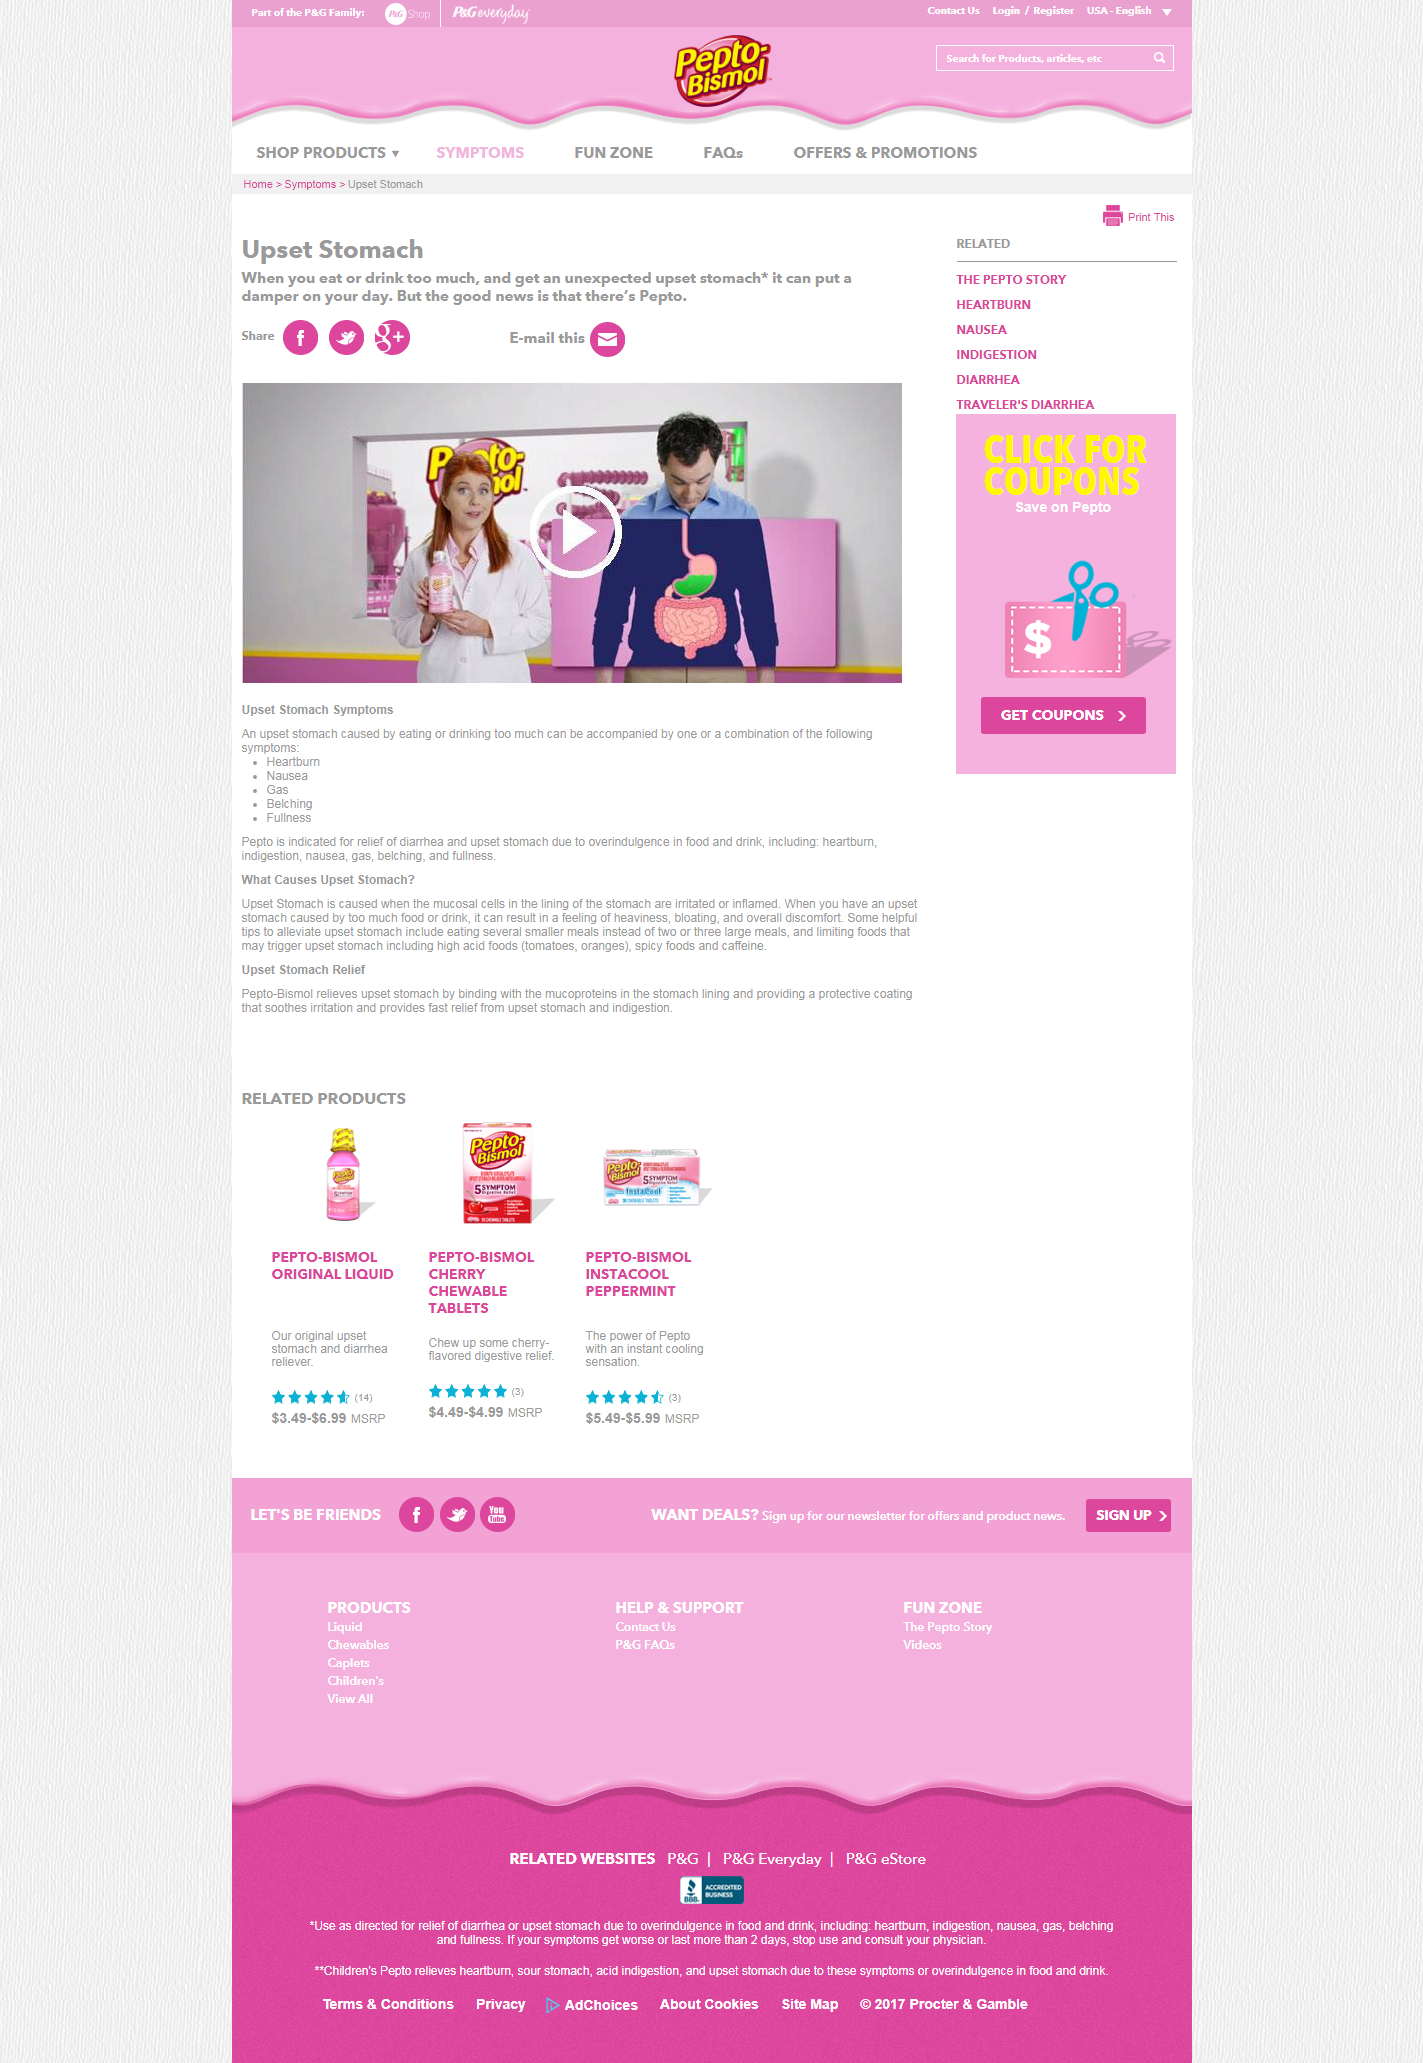 Part of the P&G Family:
P&G Shop
P&G everyday
Contact Us
Login / Register
USA - English
Pepto-
Bismol
Search for Products, articles, etc
SHOP PRODUCTS
SYMPTOMS
FUN ZONE
FAQs
OFFERS & PROMOTIONS
Home > Symptoms > Upset Stomach
Print This
Upset Stomach
When you eat or drink too much, and get an unexpected upset stomach* it can put a
damper on your day. But the good news is that there's Pepto.
Share
E-mail this
RELATED
THE PEPTO STORY
HEARTBURN
NAUSEA
INDIGESTION
DIARRHEA
TRAVELER'S DIARRHEA
CLICK FOR
COUPONS
Save on Pepto
$
GET COUPONS
Upset Stomach Symptoms
An upset stomach caused by eating or drinking too much can be accompanied by one or a combination of the following
symptoms:
• Heartburn
• Nausea
• Gas
• Belching
• Fullness
Pepto is indicated for relief of diarrhea and upset stomach due to overindulgence in food and drink, including: heartburn,
indigestion, nausea, gas, belching, and fullness.
What Causes Upset Stomach?
Upset Stomach is caused when the mucosal cells in the lining of the stomach are irritated or inflamed. When you have an upset
stomach caused by too much food or drink, it can result in a feeling of heaviness, bloating, and overall discomfort. Some helpful
tips to alleviate upset stomach include eating several smaller meals instead of two or three large meals, and limiting foods that
may trigger upset stomach including high acid foods (tomatoes, oranges), spicy foods and caffeine.
Upset Stomach Relief
Pepto-Bismol relieves upset stomach by binding with the mucoproteins in the stomach lining and providing a protective coating
that soothes irritation and provides fast relief from upset stomach and indigestion.
RELATED PRODUCTS
Pepto-
Bismol
5 SYMPTOM
Pepto-
Bismol
5 SYMPTOM
Digestive Relief
Pepto-
Bismol
5 SYMPTOM
Digestive Relief
InstaCool
PEPTO-BISMOL
ORIGINAL LIQUID
Our original upset
stomach and diarrhea
reliever.
(14)
$3.49-$6.99 MSRP
PEPTO-BISMOL
CHERRY
CHEWABLE
TABLETS
Chew up some cherry-
flavored digestive relief.
(3)
$4.49-$4.99 MSRP
PEPTO-BISMOL
INSTACOOL
PEPPERMINT
The power of Pepto
with an instant cooling
sensation.
(3)
$5.49-$5.99 MSRP
LET'S BE FRIENDS
You
Tube
WANT DEALS? Sign up for our newsletter for offers and product news.
SIGN UP
PRODUCTS
Liquid
Chewables
Caplets
Children's
View All
HELP & SUPPORT
Contact Us
P&G FAQs
FUN ZONE
The Pepto Story
Videos
RELATED WEBSITES P&G | P&G Everyday | P&G eStore
BBB
ACCREDITED
BUSINESS
*Use as directed for relief of diarrhea or upset stomach due to overindulgence in food and drink, including: heartburn, indigestion, nausea, gas, belching
and fullness. If your symptoms get worse or last more than 2 days, stop use and consult your physician.
**Children's Pepto relieves heartburn, sour stomach, acid indigestion, and upset stomach due to these symptoms or overindulgence in food and drink.
Terms & Conditions
Privacy
AdChoices
About Cookies
Site Map
© 2017 Procter & Gamble